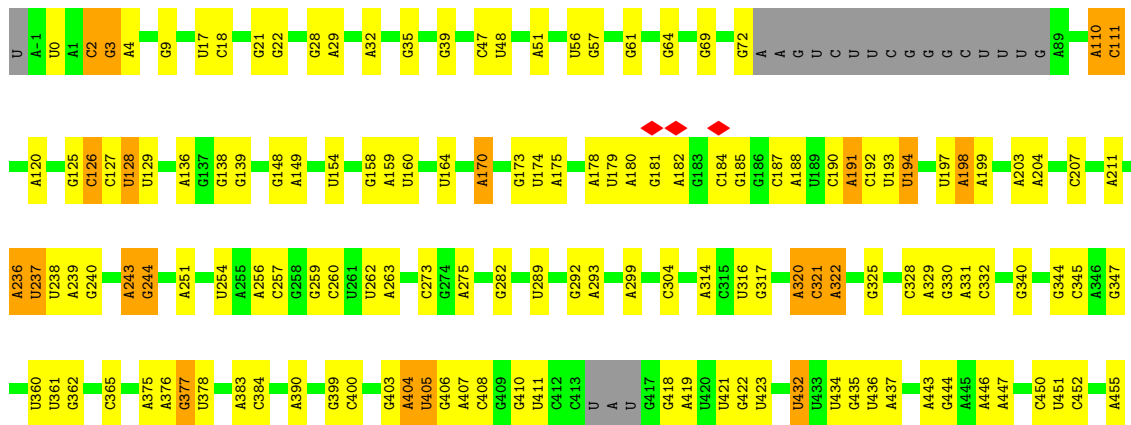 U A-1 U0 A1 C2 G3 A4 G9 U17 C18 G21 G22 G28 A29 A32 G35 G39 C47 U48 A51 U56 G57 G61 G64 G69 G72 A A G U C U U C G G G C U U U G A89 A110 C111
A120 G125 C126 C127 U128 U129 A136 G137 G138 G139 G148 A149 U154 G158 A159 U160 U164 A170 G173 U174 A175 A178 U179 A180 G181 A182 G183 C184 G185 G186 C187 A188 U189 C190 A191 C192 U193 U194 U197 A198 A199 A203 A204 C207 A211
A236 U237 U238 A239 G240 A243 G244 A251 U254 A255 A256 C257 G258 G259 C260 U261 U262 A263 C273 G274 A275 G282 U289 G292 A293 A299 C304 A314 C315 U316 G317 A320 C321 A322 G325 C328 A329 G330 A331 C332 G340 G344 C345 A346 G347
U360 U361 G362 C365 A375 A376 G377 U378 A383 C384 A390 G399 C400 G403 A404 U405 G406 A407 C408 G409 G410 U411 C412 C413 U A U G417 G418 A419 U420 U421 G422 U423 U432 U433 U434 G435 U436 A437 A443 G444 A445 A446 A447 C450 U451 C452 A455